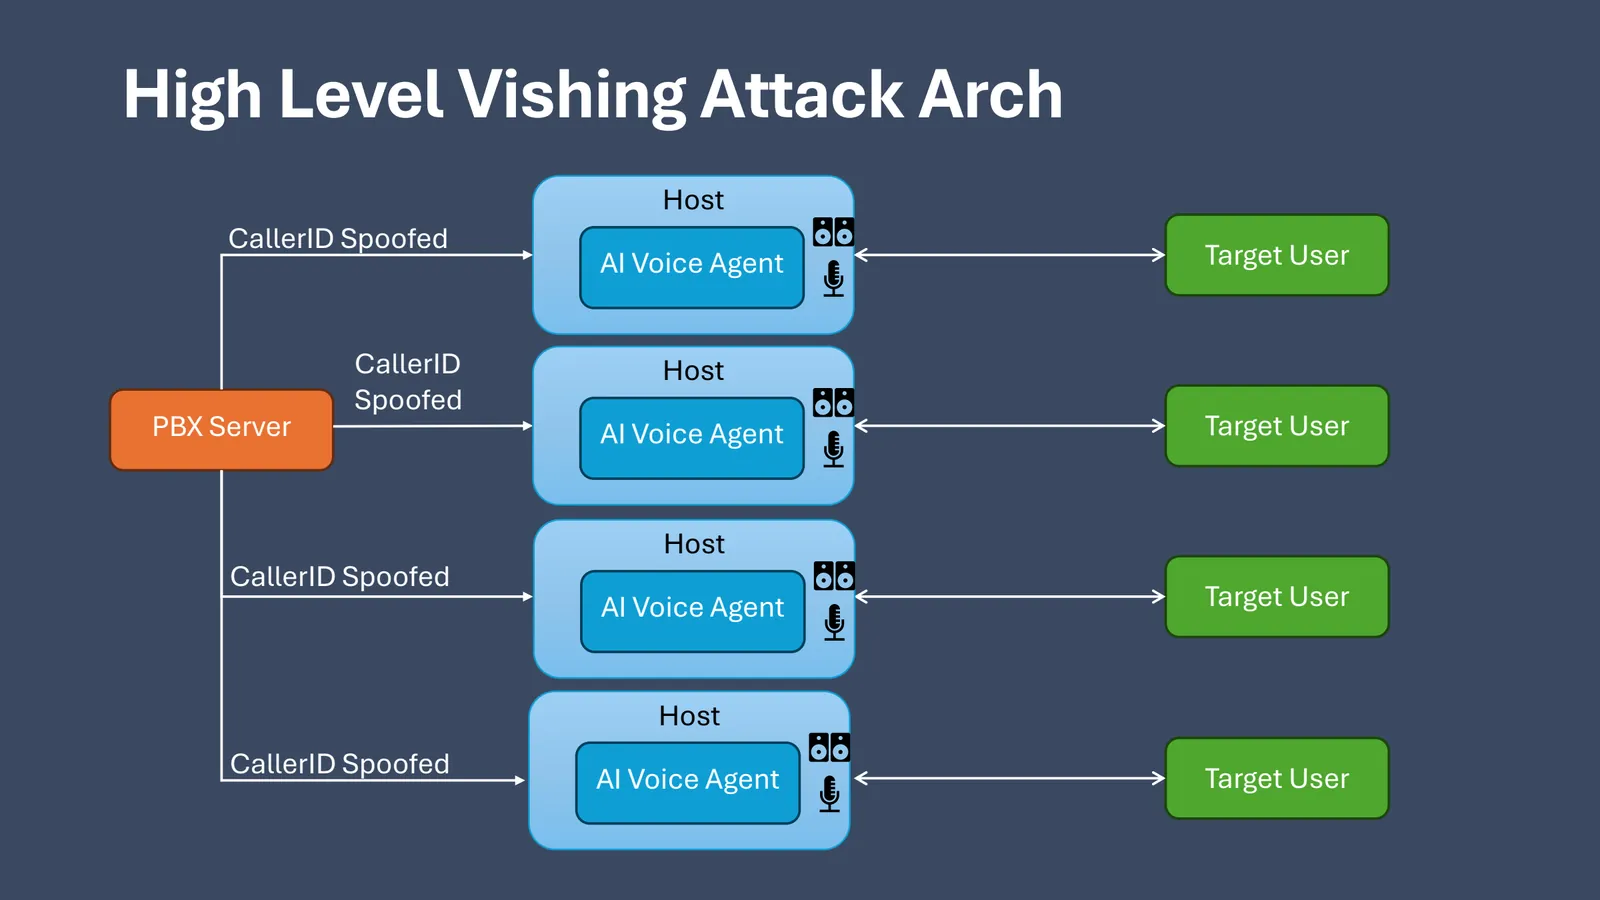 High Level Vishing Attack Arch
Host
CallerID Spoofed
AI Voice Agent
Target User
CallerID
Spoofed
Host
PBX Server
AI Voice Agent
Target User
Host
CallerID Spoofed
AI Voice Agent
Target User
Host
CallerID Spoofed
AI Voice Agent
Target User